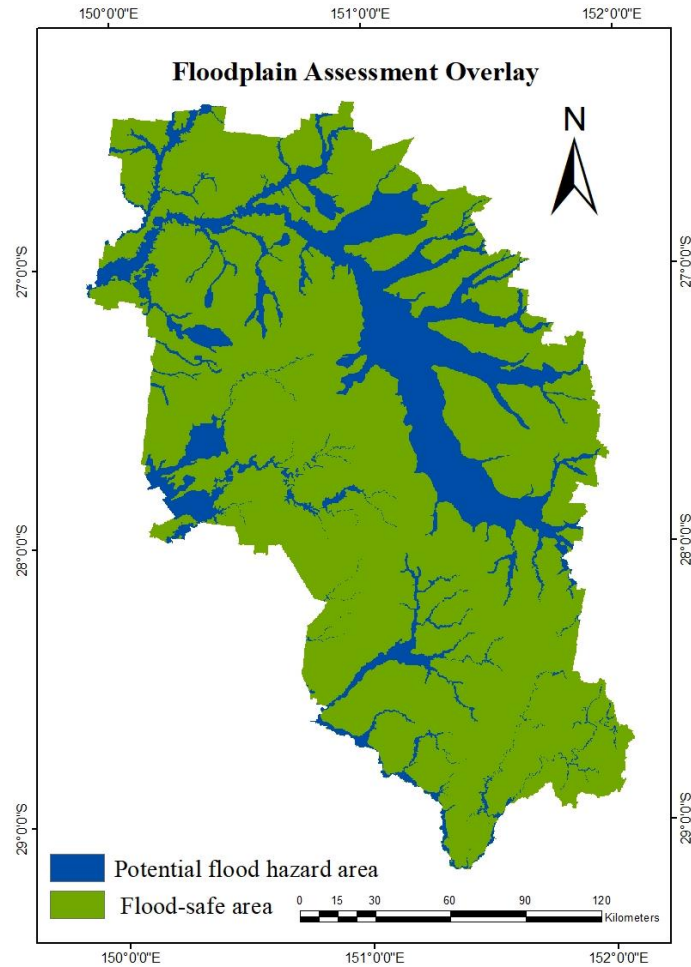 150°0'0"E 151°0'0"E 152°0'0"E
Floodplain Assessment Overlay
N
27°0'0"S 27°0'0"S
28°0'0"S 28°0'0"S
29°0'0"S 29°0'0"S
Potential flood hazard area
Flood-safe area
0 15 30 60 90 120
Kilometers
150°0'0"E 151°0'0"E 152°0'0"E